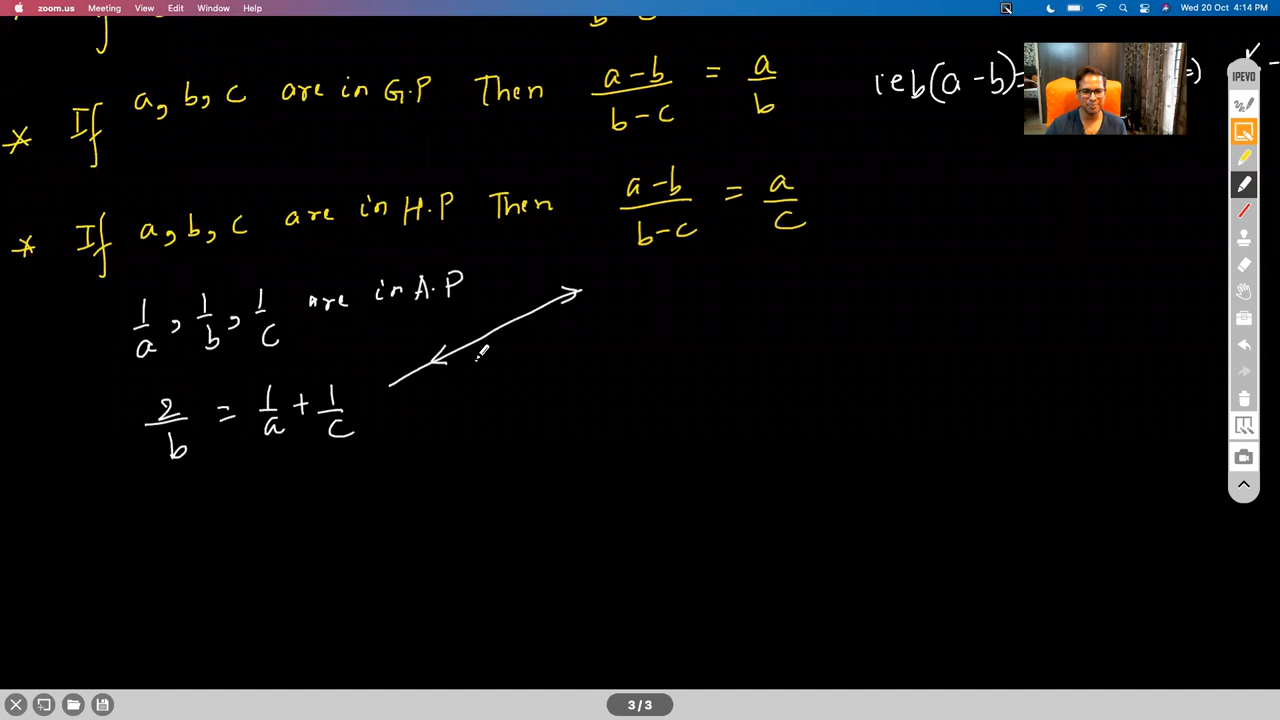 zoom.us Meeting View Edit Window Help Wed 20 Oct 4:14 PM
* If a, b, c are in G.P Then (a-b)/(b-c) = a/b ieb(a-b)=
IPEVO
* If a, b, c are in H.P Then (a-b)/(b-c) = a/c
1/a, 1/b, 1/c are in A.P
2/b = 1/a + 1/c
3/3